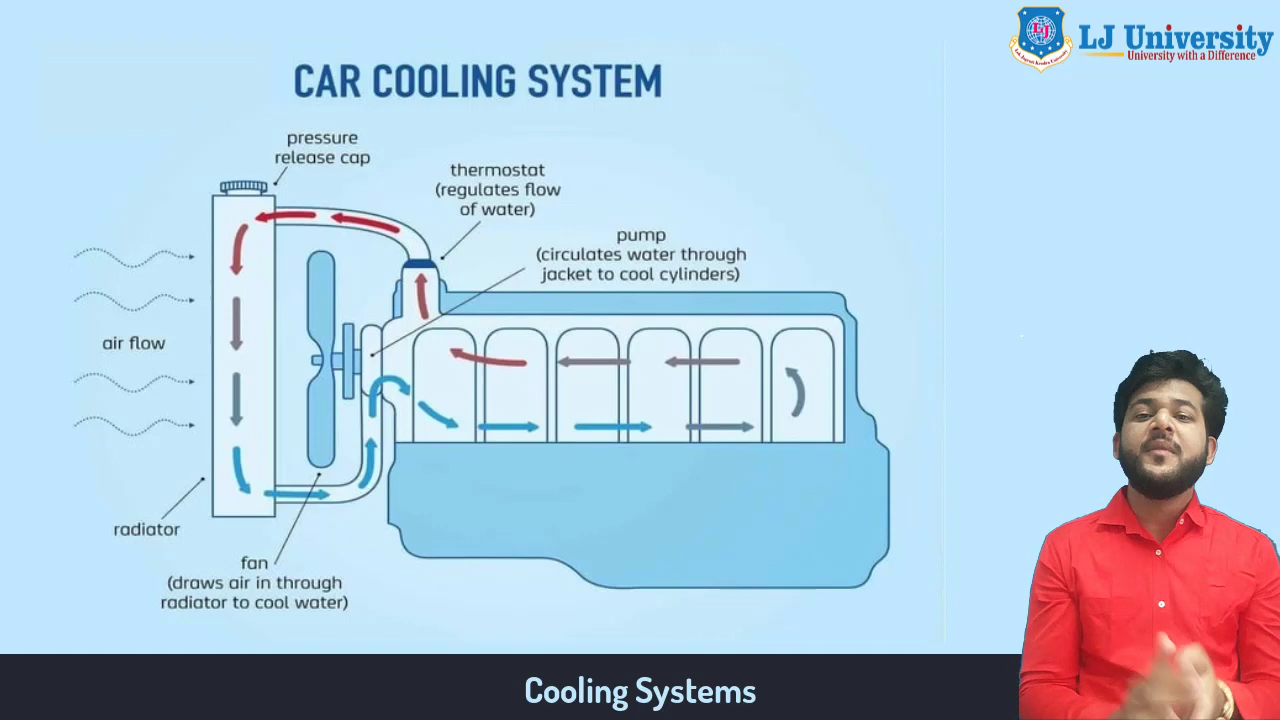 LJ
LJ University
University with a Difference
CAR COOLING SYSTEM
pressure
release cap
thermostat
(regulates flow
of water)
pump
(circulates water through
jacket to cool cylinders)
air flow
radiator
fan
(draws air in through
radiator to cool water)
Cooling Systems